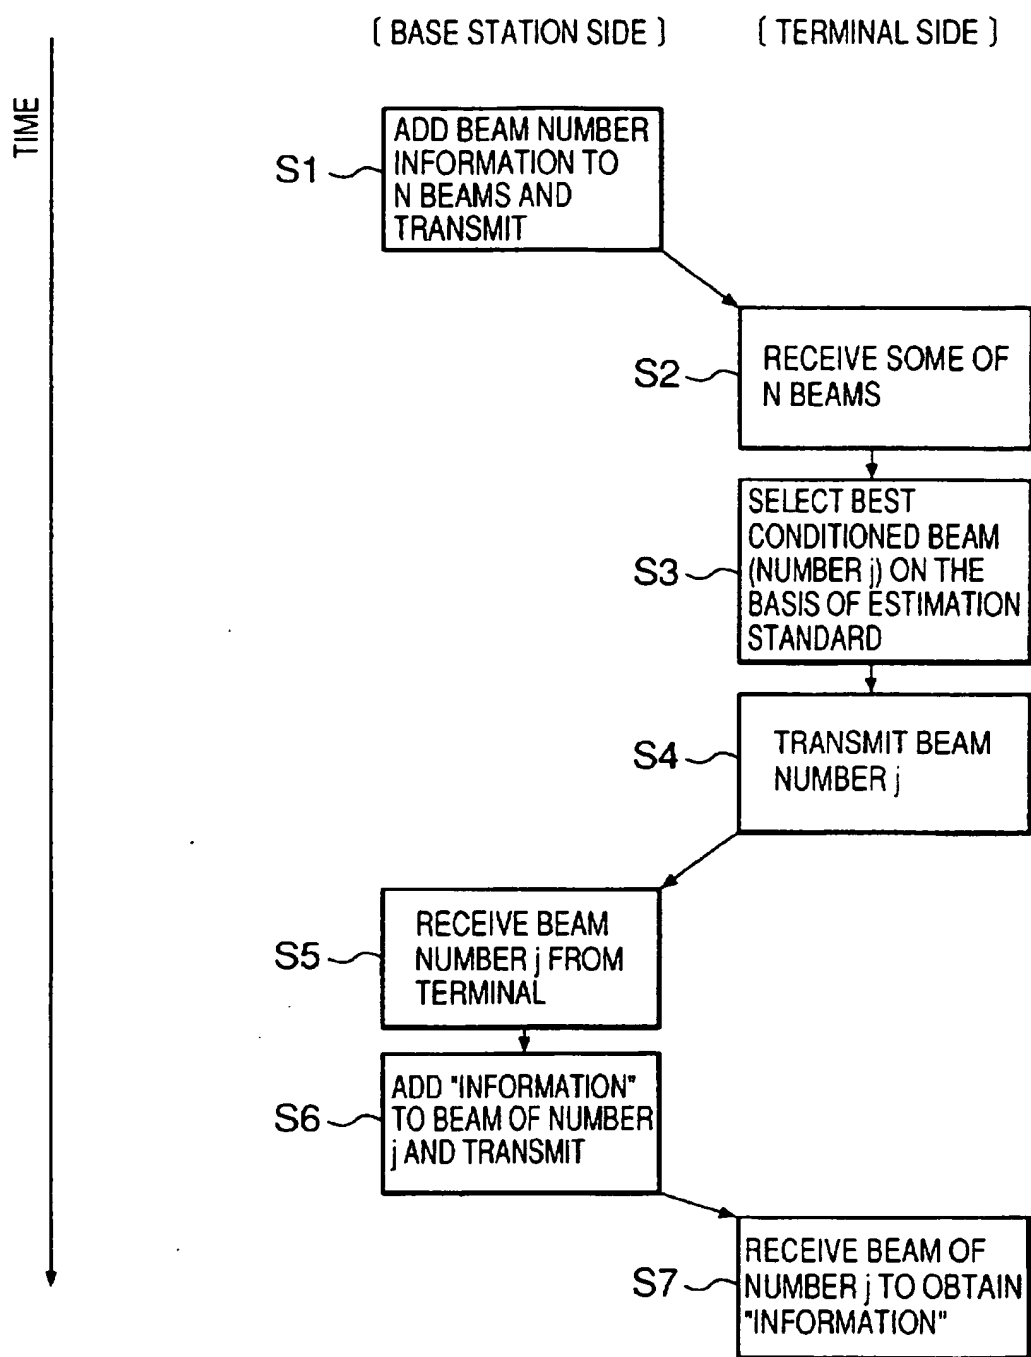 [ BASE STATION SIDE ]
[ TERMINAL SIDE ]
TIME
S1
ADD BEAM NUMBER
INFORMATION TO
N BEAMS AND
TRANSMIT
S2
RECEIVE SOME OF
N BEAMS
S3
SELECT BEST
CONDITIONED BEAM
(NUMBER j) ON THE
BASIS OF ESTIMATION
STANDARD
S4
TRANSMIT BEAM
NUMBER j
S5
RECEIVE BEAM
NUMBER j FROM
TERMINAL
S6
ADD "INFORMATION"
TO BEAM OF NUMBER
j AND TRANSMIT
S7
RECEIVE BEAM OF
NUMBER j TO OBTAIN
"INFORMATION"